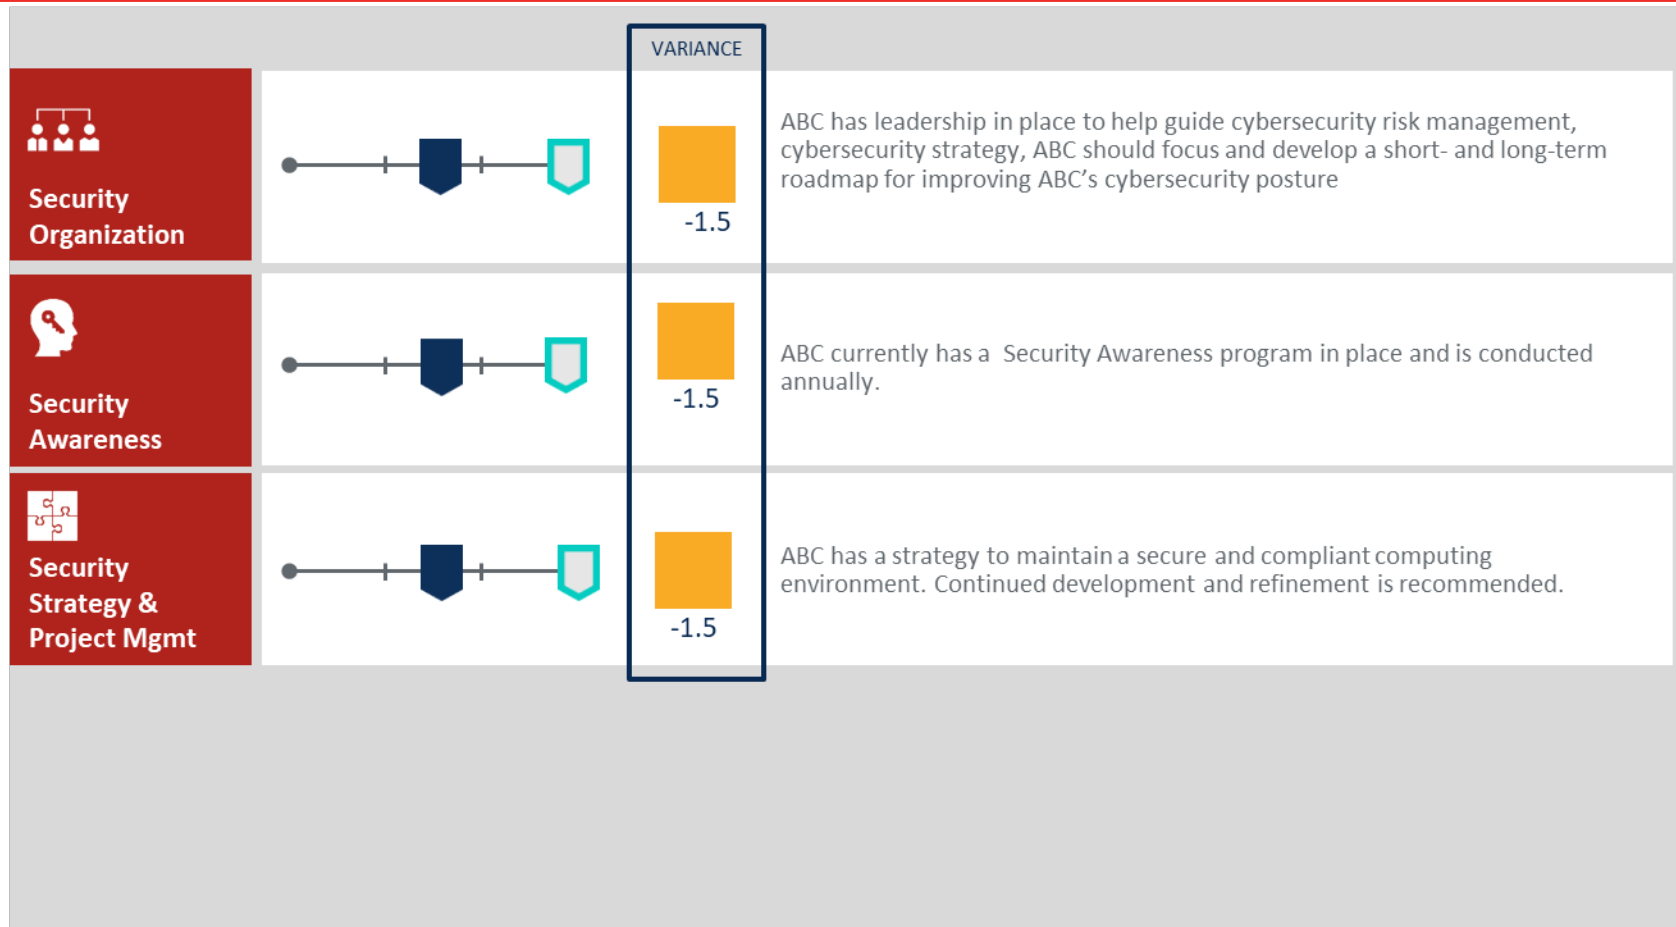 VARIANCE
Security
Organization
-1.5
ABC has leadership in place to help guide cybersecurity risk management,
cybersecurity strategy, ABC should focus and develop a short- and long-term
roadmap for improving ABC’s cybersecurity posture
Security
Awareness
-1.5
ABC currently has a  Security Awareness program in place and is conducted
annually.
Security
Strategy &
Project Mgmt
-1.5
ABC has a strategy to maintain a secure and compliant computing
environment. Continued development and refinement is recommended.